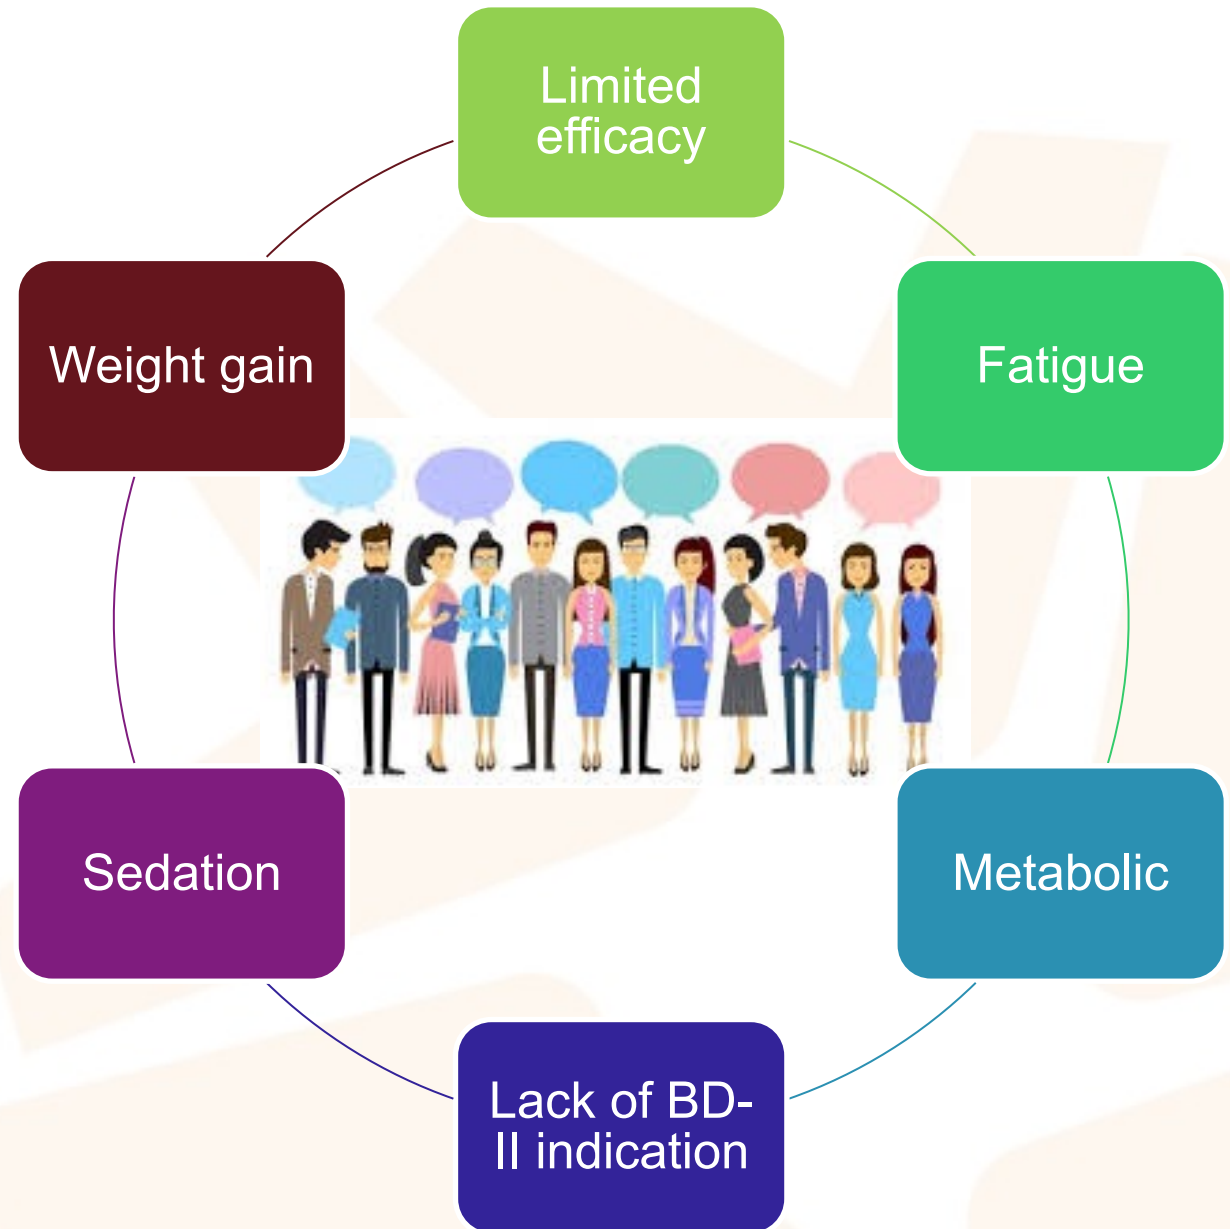 Limited
efficacy
Weight gain
Fatigue
Sedation
Metabolic
Lack of BD-
II indication